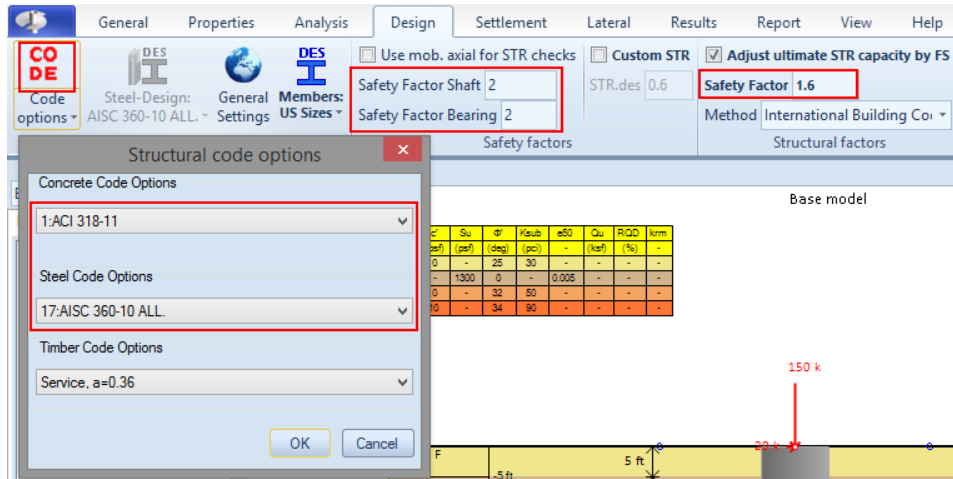 General Properties Analysis Design Settlement Lateral Results Report View Help
CO
DE
Code
options
DES
Steel-Design:
AISC 360-10 ALL.
General
Settings
DES
Members:
US Sizes
Use mob. axial for STR checks
Safety Factor Shaft 2
Safety Factor Bearing 2
Safety factors
Custom STR
STR.des 0.6
Adjust ultimate STR capacity by FS
Safety Factor 1.6
Method International Building Co
Structural factors
Structural code options
Concrete Code Options
1:ACI 318-11
Steel Code Options
17:AISC 360-10 ALL.
Timber Code Options
Service, a=0.36
OK Cancel
Base model
Su Φ' Ksub e50 Qu RQD krm
(psf) (deg) (pci) - (ksf) (%) -
0 - 25 30 - - - -
- 1300 0 - 0.005 - - -
0 - 32 50 - - - -
- 34 90 - - - -
150 k
20 k
F
-5 ft
5 ft